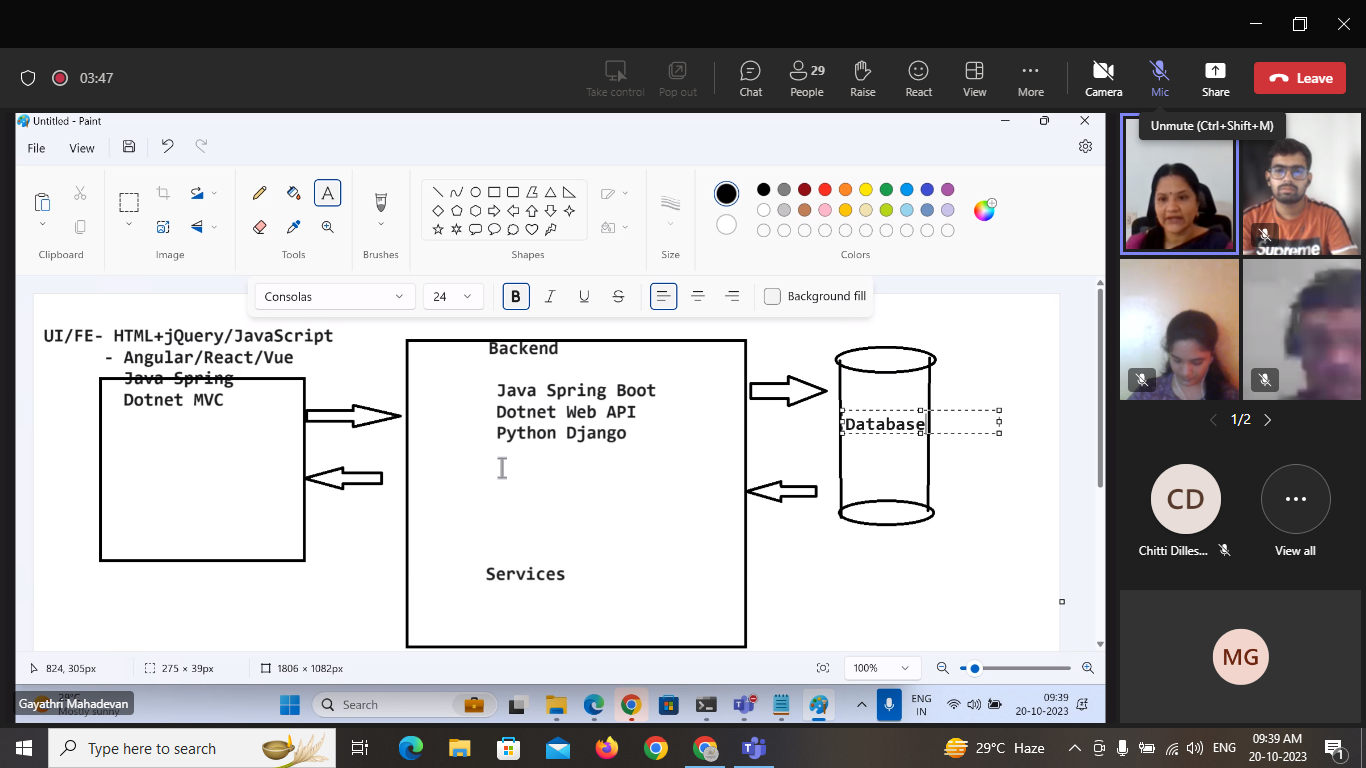 03:47
Take control
Pop out
Chat
29
People
Raise
React
View
More
Camera
Mic
Share
Leave
Unmute (Ctrl+Shift+M)
Untitled - Paint
File
View
Clipboard
Image
A
Tools
Brushes
Shapes
Size
Colors
Consolas
24
B
I
U
S
Background fill
UI/FE- HTML+jQuery/JavaScript
- Angular/React/Vue
Java Spring
Dotnet MVC
Backend
Java Spring Boot
Dotnet Web API
Python Django
Services
Database
Supreme
1/2
CD
Chitti Dilles...
View all
MG
824, 305px
275 × 39px
1806 × 1082px
100%
Gayathri Mahadevan
Mostly sunny
Search
ENG
IN
09:39
20-10-2023
Type here to search
29°C Haze
ENG
09:39 AM
20-10-2023
1